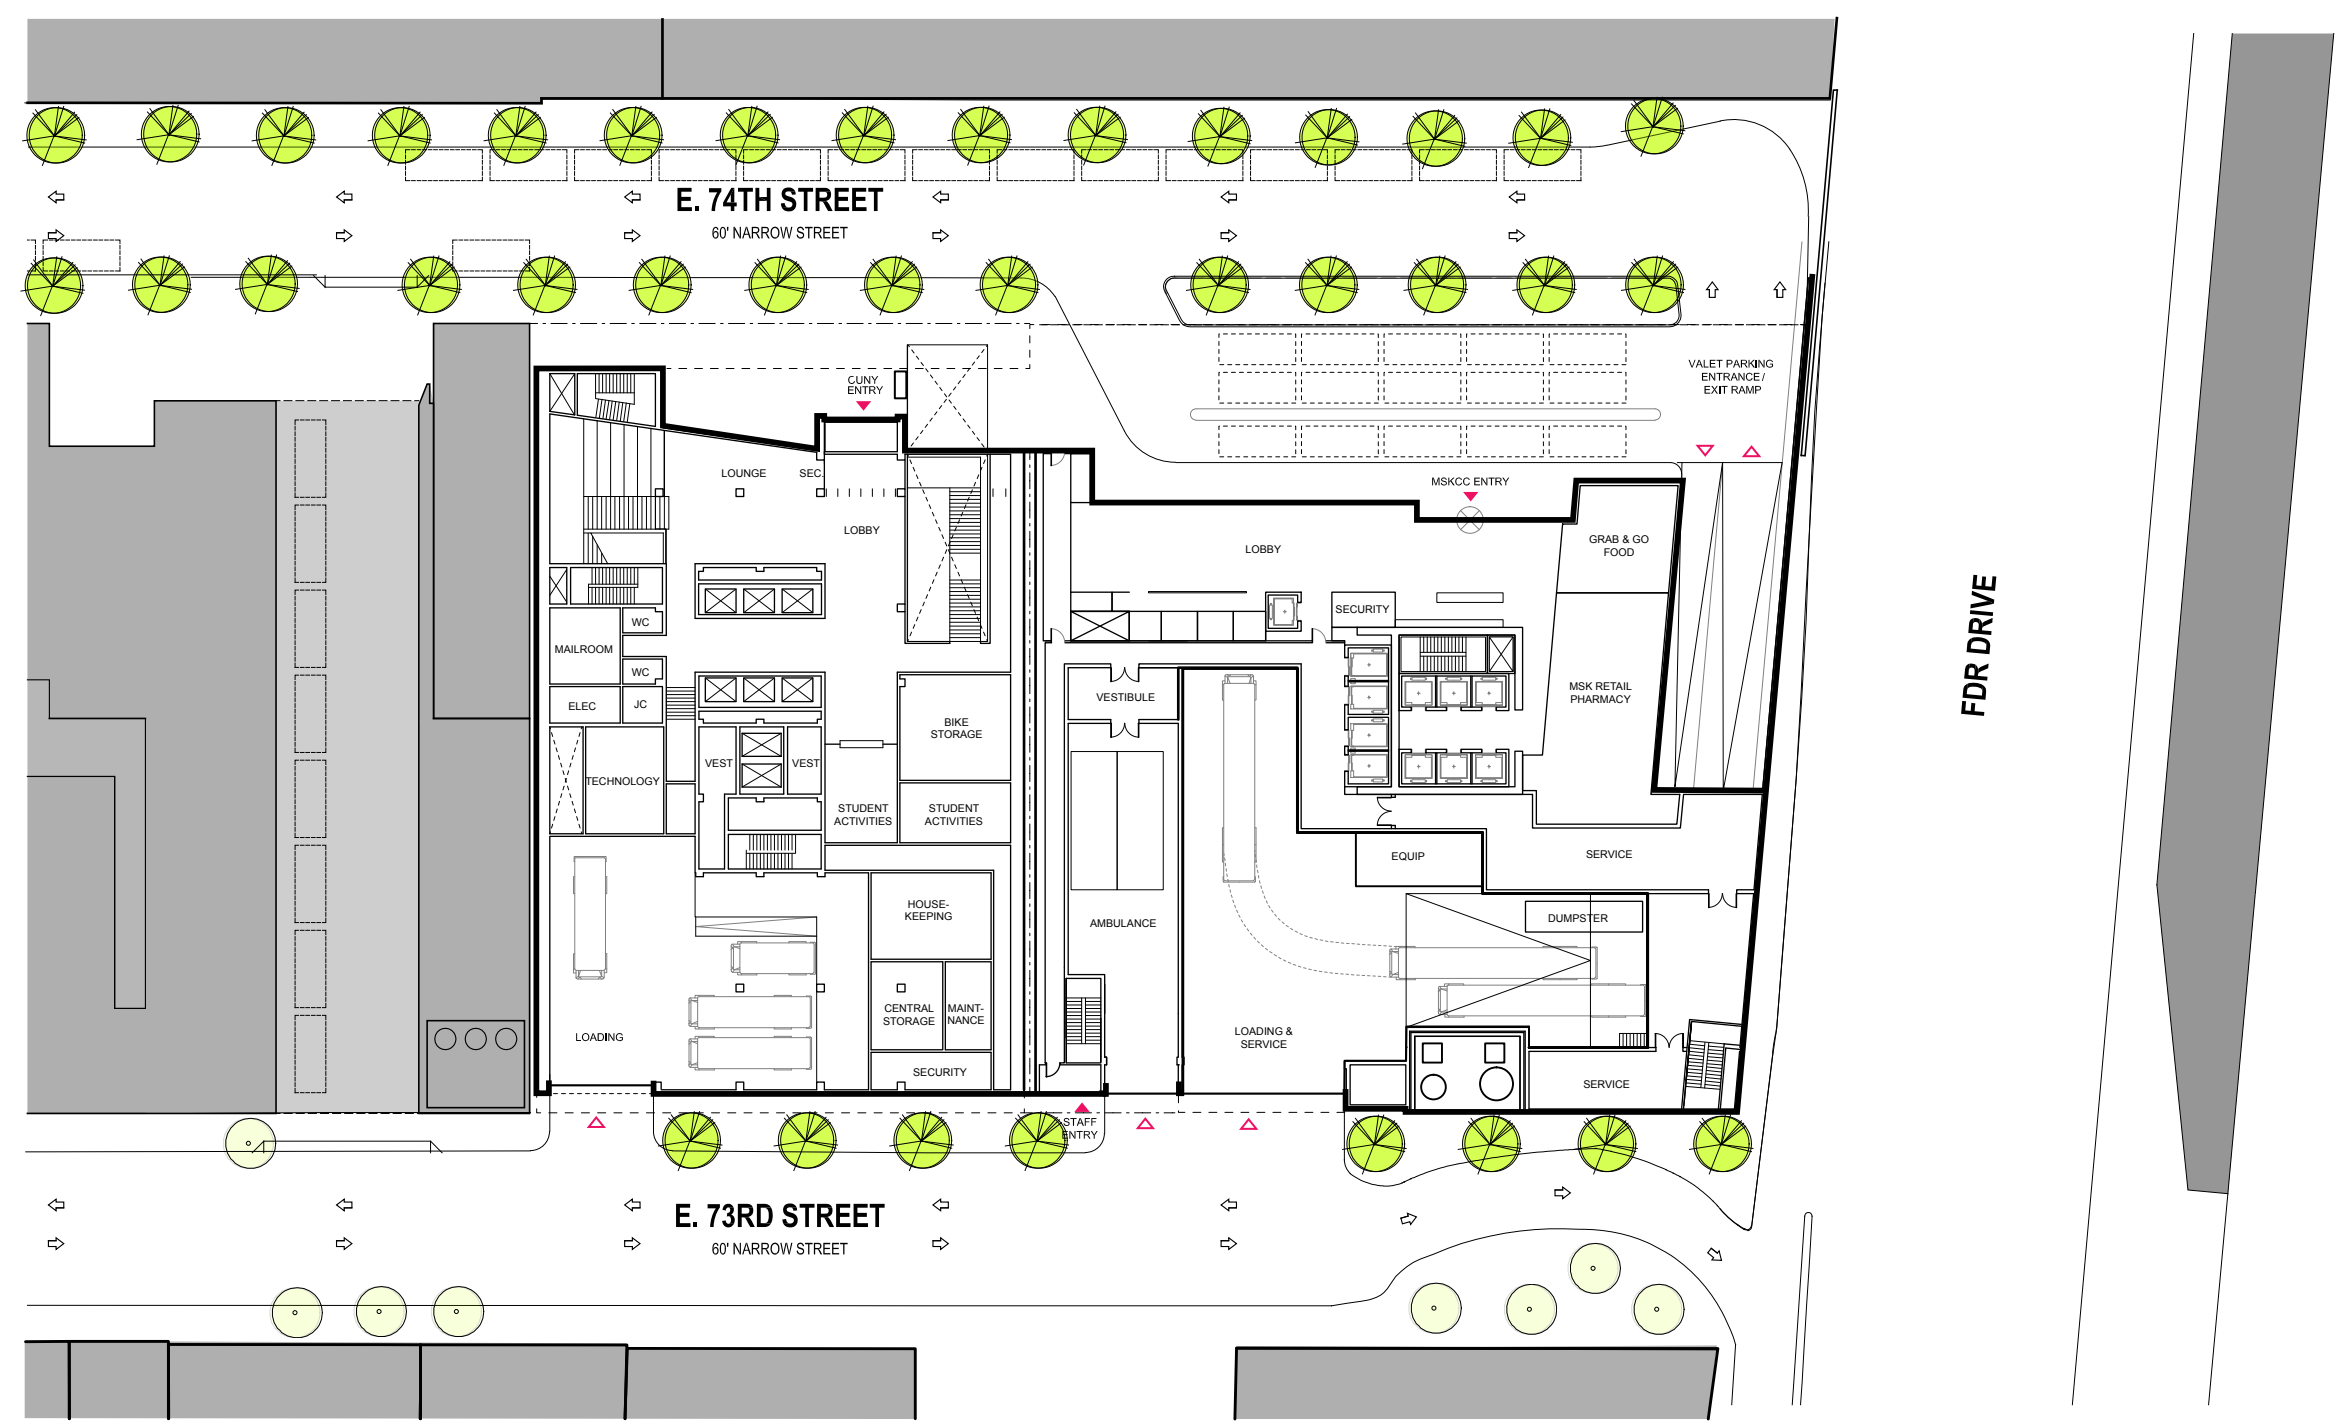 E. 74TH STREET
60' NARROW STREET
VALET PARKING
ENTRANCE /
EXIT RAMP
CUNY
ENTRY
LOUNGE
SEC.
MSKCC ENTRY
LOBBY
LOBBY
GRAB & GO
FOOD
FDR DRIVE
WC
SECURITY
MAILROOM
WC
ELEC
JC
VESTIBULE
MSK RETAIL
PHARMACY
BIKE
STORAGE
TECHNOLOGY
VEST
VEST
STUDENT
ACTIVITIES
STUDENT
ACTIVITIES
EQUIP
SERVICE
HOUSE-
KEEPING
AMBULANCE
DUMPSTER
CENTRAL
STORAGE
MAINT-
NANCE
LOADING
LOADING &
SERVICE
SECURITY
SERVICE
STAFF
ENTRY
E. 73RD STREET
60' NARROW STREET